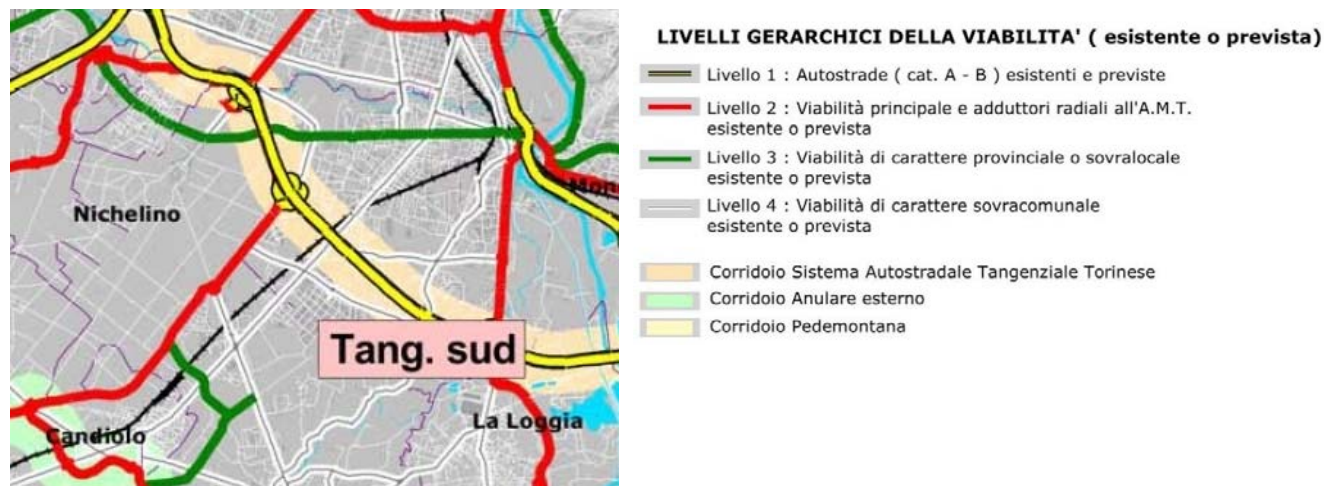 Nichelino
Mon
Tang. sud
La Loggia
Candiolo
LIVELLI GERARCHICI DELLA VIABILITA' ( esistente o prevista)
Livello 1 : Autostrade ( cat. A - B ) esistenti e previste
Livello 2 : Viabilità principale e adduttori radiali all'A.M.T.
esistente o prevista
Livello 3 : Viabilità di carattere provinciale o sovralocale
esistente o prevista
Livello 4 : Viabilità di carattere sovracomunale
esistente o prevista
Corridoio Sistema Autostradale Tangenziale Torinese
Corridoio Anulare esterno
Corridoio Pedemontana